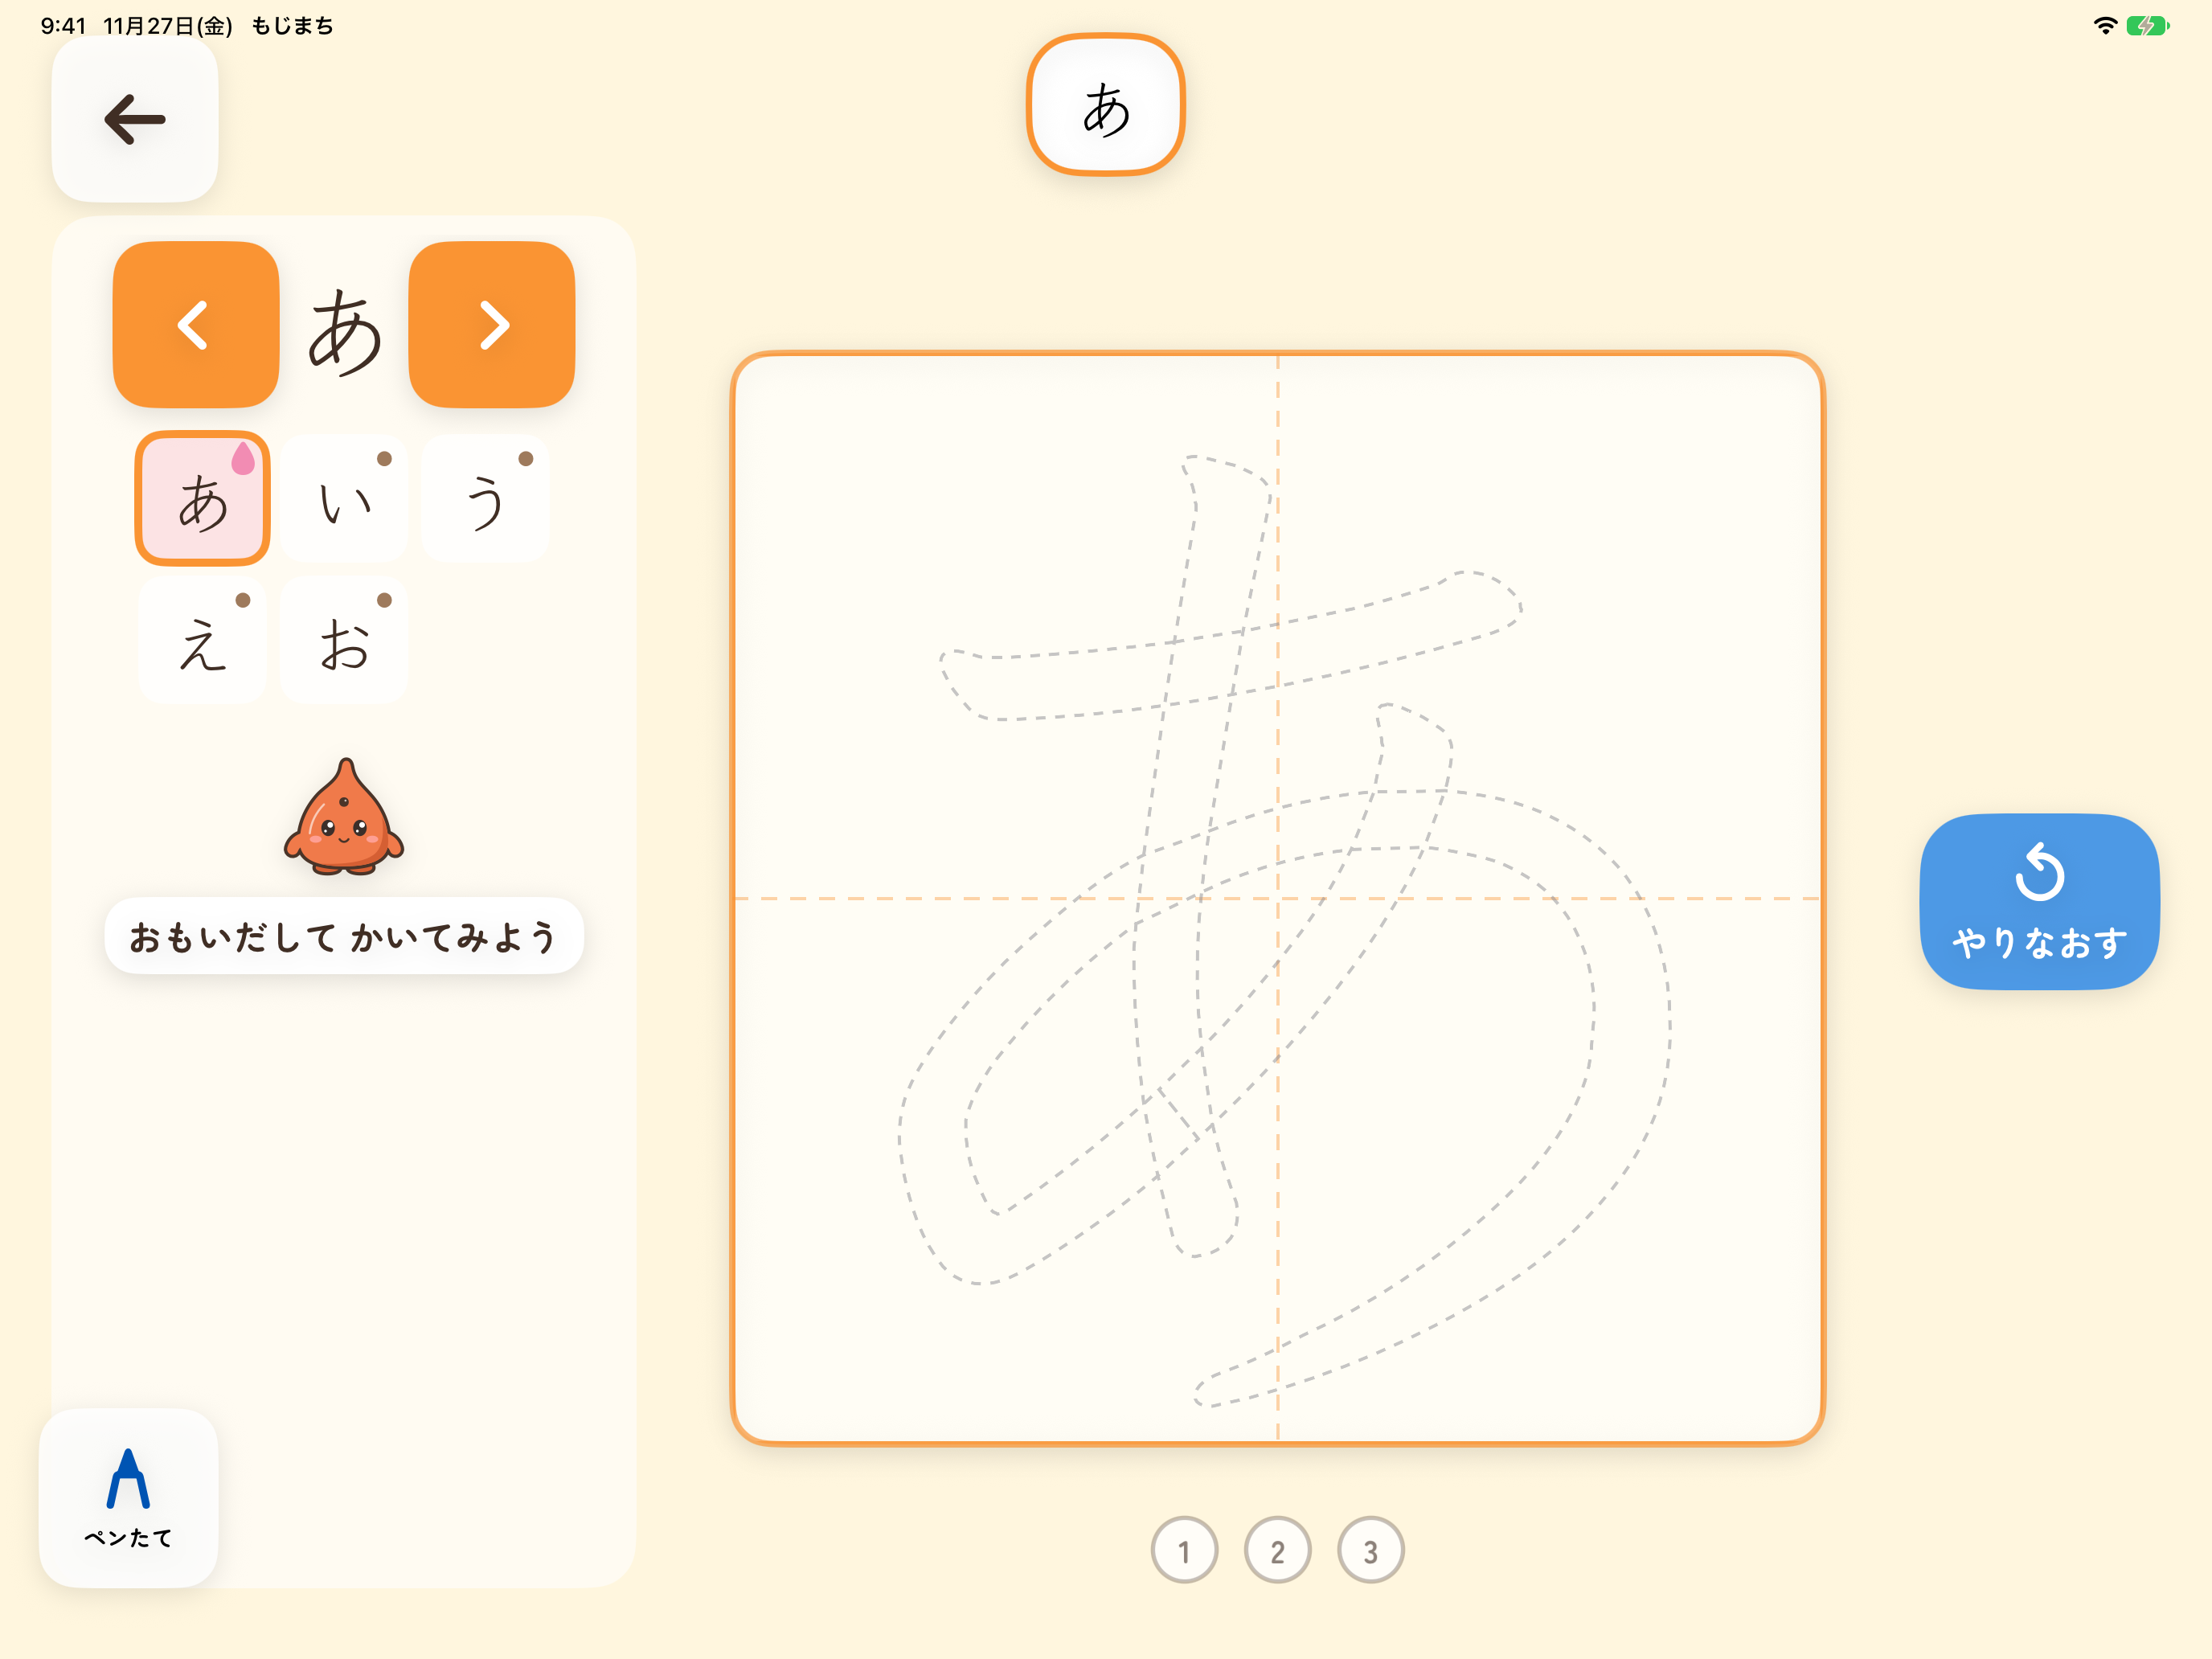 9:41 11月27日(金) もじまち
あ
あ
あ い う
え お
おもいだして かいてみよう
あ
やりなおす
ペンたて
1 2 3